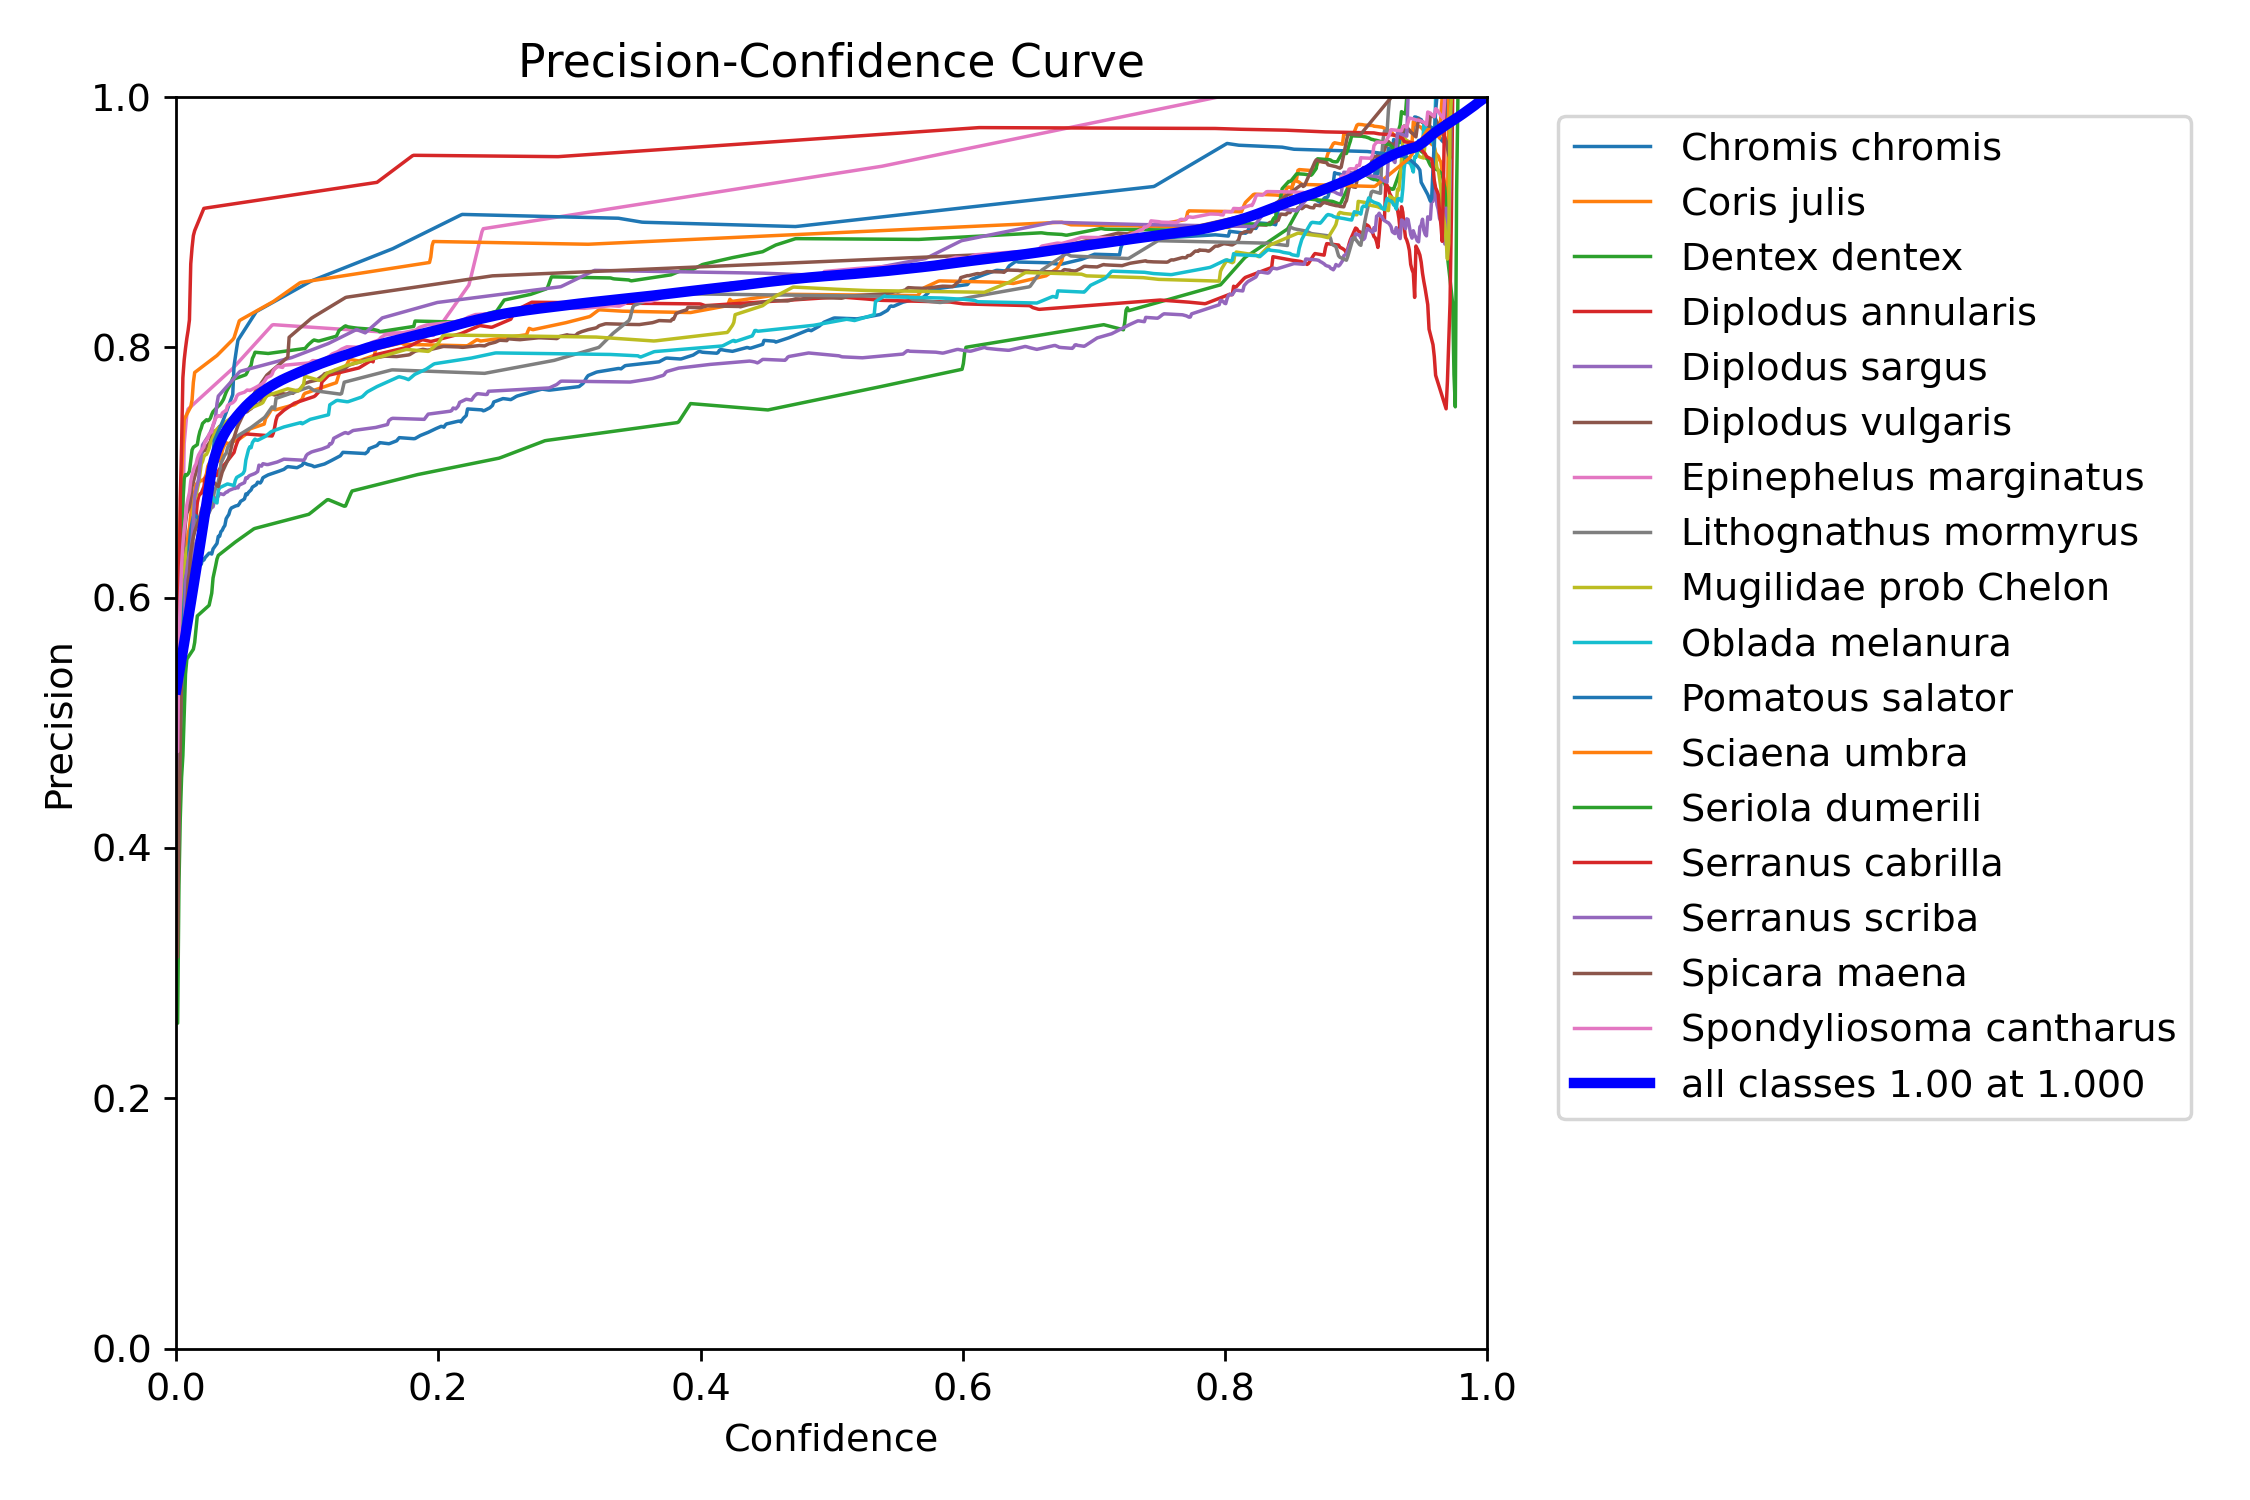 Precision-Confidence Curve
1.0
0.8
0.6
0.4
0.2
0.0
Precision
0.0 0.2 0.4 0.6 0.8 1.0
Confidence
Chromis chromis
Coris julis
Dentex dentex
Diplodus annularis
Diplodus sargus
Diplodus vulgaris
Epinephelus marginatus
Lithognathus mormyrus
Mugilidae prob Chelon
Oblada melanura
Pomatous salator
Sciaena umbra
Seriola dumerili
Serranus cabrilla
Serranus scriba
Spicara maena
Spondyliosoma cantharus
all classes 1.00 at 1.000